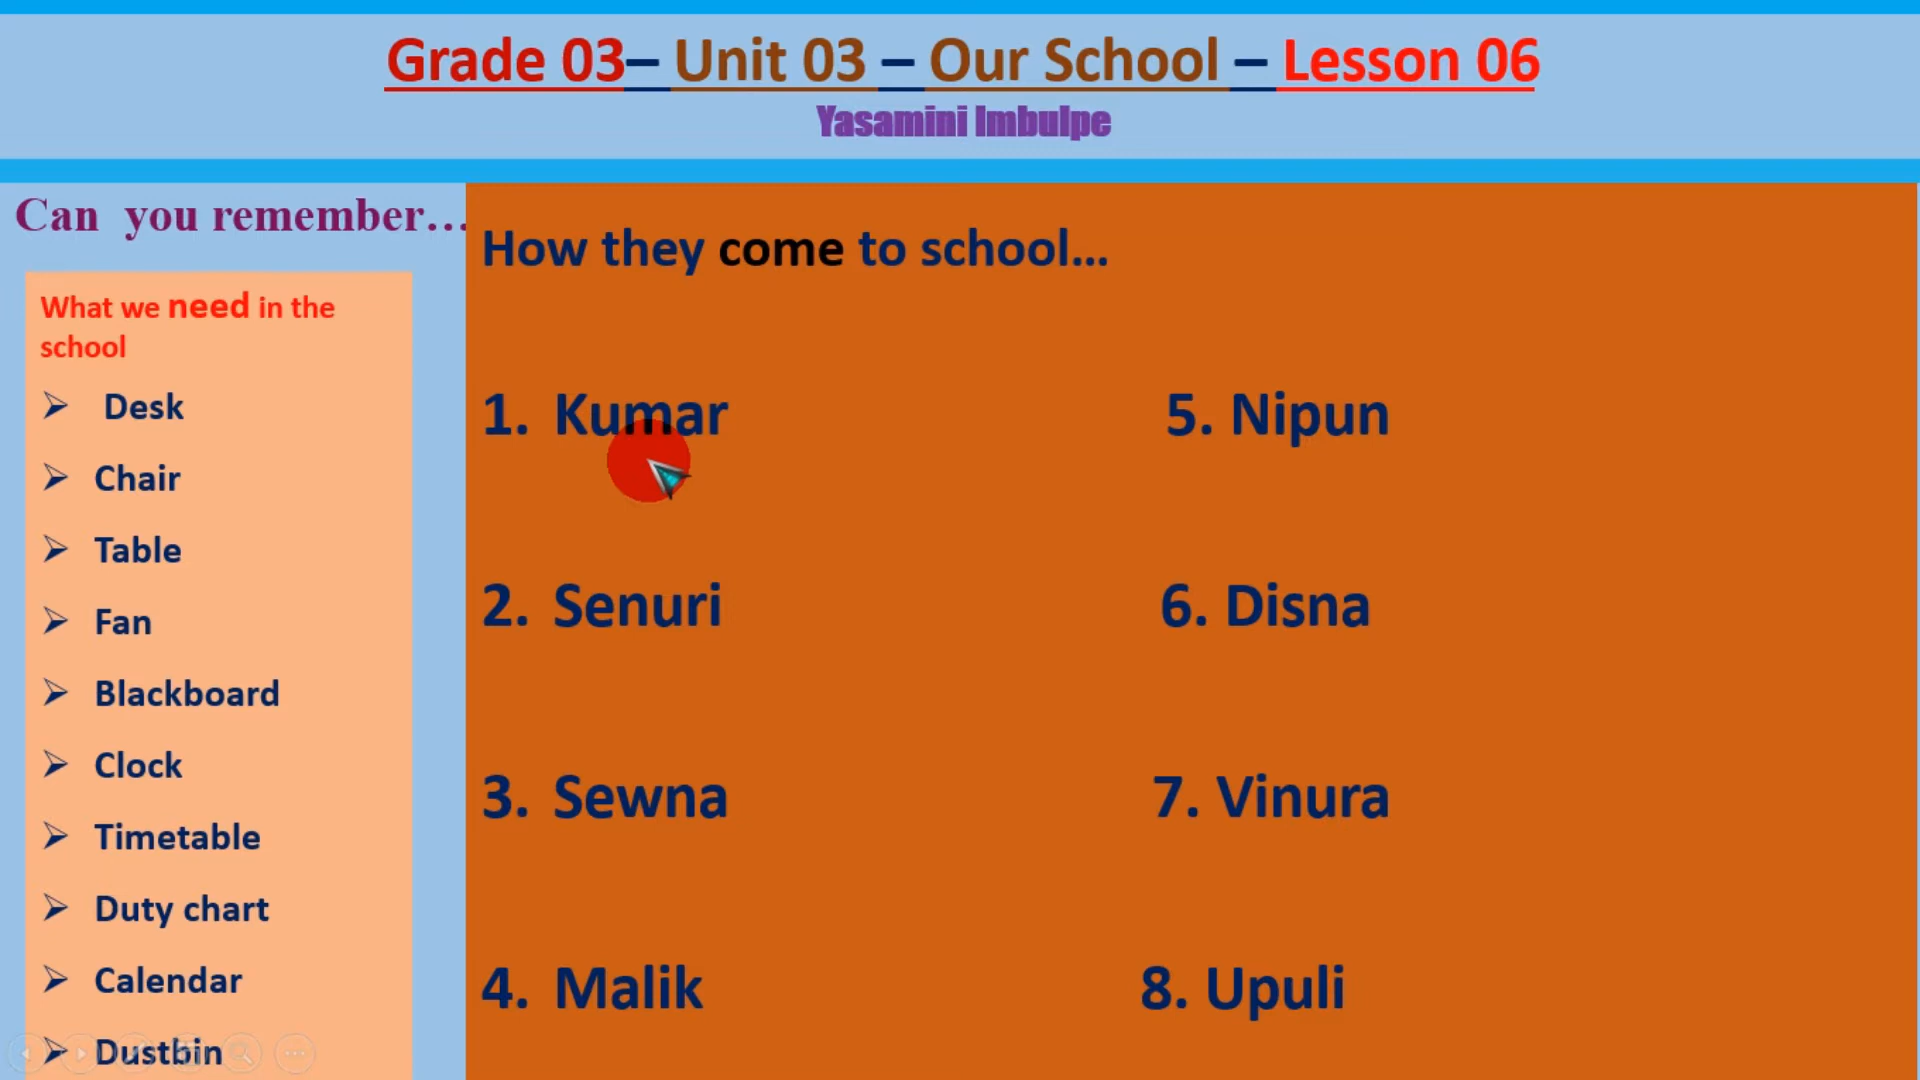 Grade 03– Unit 03 – Our School – Lesson 06
Yasamini Imbulpe
Can you remember…
What we need in the
school
➢ Desk
➢ Chair
➢ Table
➢ Fan
➢ Blackboard
➢ Clock
➢ Timetable
➢ Duty chart
➢ Calendar
➢ Dustbin
How they come to school…
1. Kumar
2. Senuri
3. Sewna
4. Malik
5. Nipun
6. Disna
7. Vinura
8. Upuli